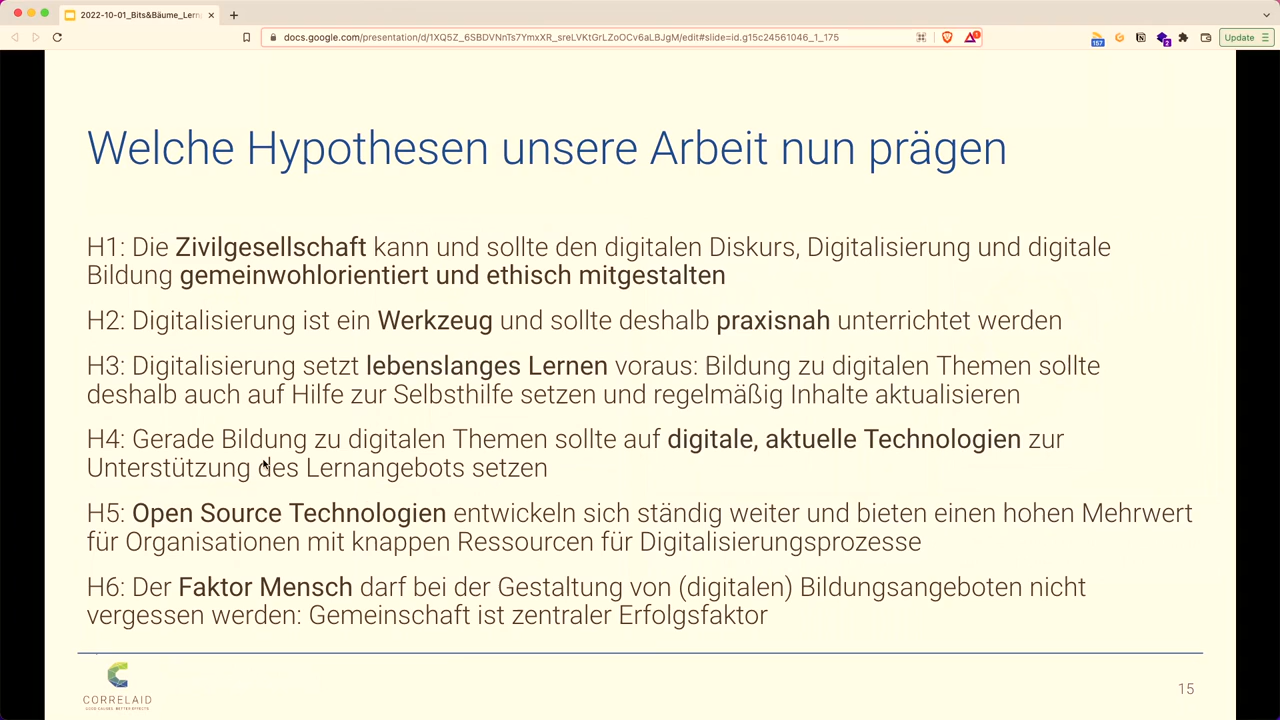 2022-10-01_Bits&Bäume_Lern
docs.google.com/presentation/d/1XQ5Z_6SBDVNnTs7YmxXR_sreLVKtGrLZoOCv6aLBJgM/edit#slide=id.g15c24561046_1_175
1
157
2
Update
Welche Hypothesen unsere Arbeit nun prägen
H1: Die Zivilgesellschaft kann und sollte den digitalen Diskurs, Digitalisierung und digitale
Bildung gemeinwohlorientiert und ethisch mitgestalten
H2: Digitalisierung ist ein Werkzeug und sollte deshalb praxisnah unterrichtet werden
H3: Digitalisierung setzt lebenslanges Lernen voraus: Bildung zu digitalen Themen sollte
deshalb auch auf Hilfe zur Selbsthilfe setzen und regelmäßig Inhalte aktualisieren
H4: Gerade Bildung zu digitalen Themen sollte auf digitale, aktuelle Technologien zur
Unterstützung des Lernangebots setzen
H5: Open Source Technologien entwickeln sich ständig weiter und bieten einen hohen Mehrwert
für Organisationen mit knappen Ressourcen für Digitalisierungsprozesse
H6: Der Faktor Mensch darf bei der Gestaltung von (digitalen) Bildungsangeboten nicht
vergessen werden: Gemeinschaft ist zentraler Erfolgsfaktor
CORRELAID
15